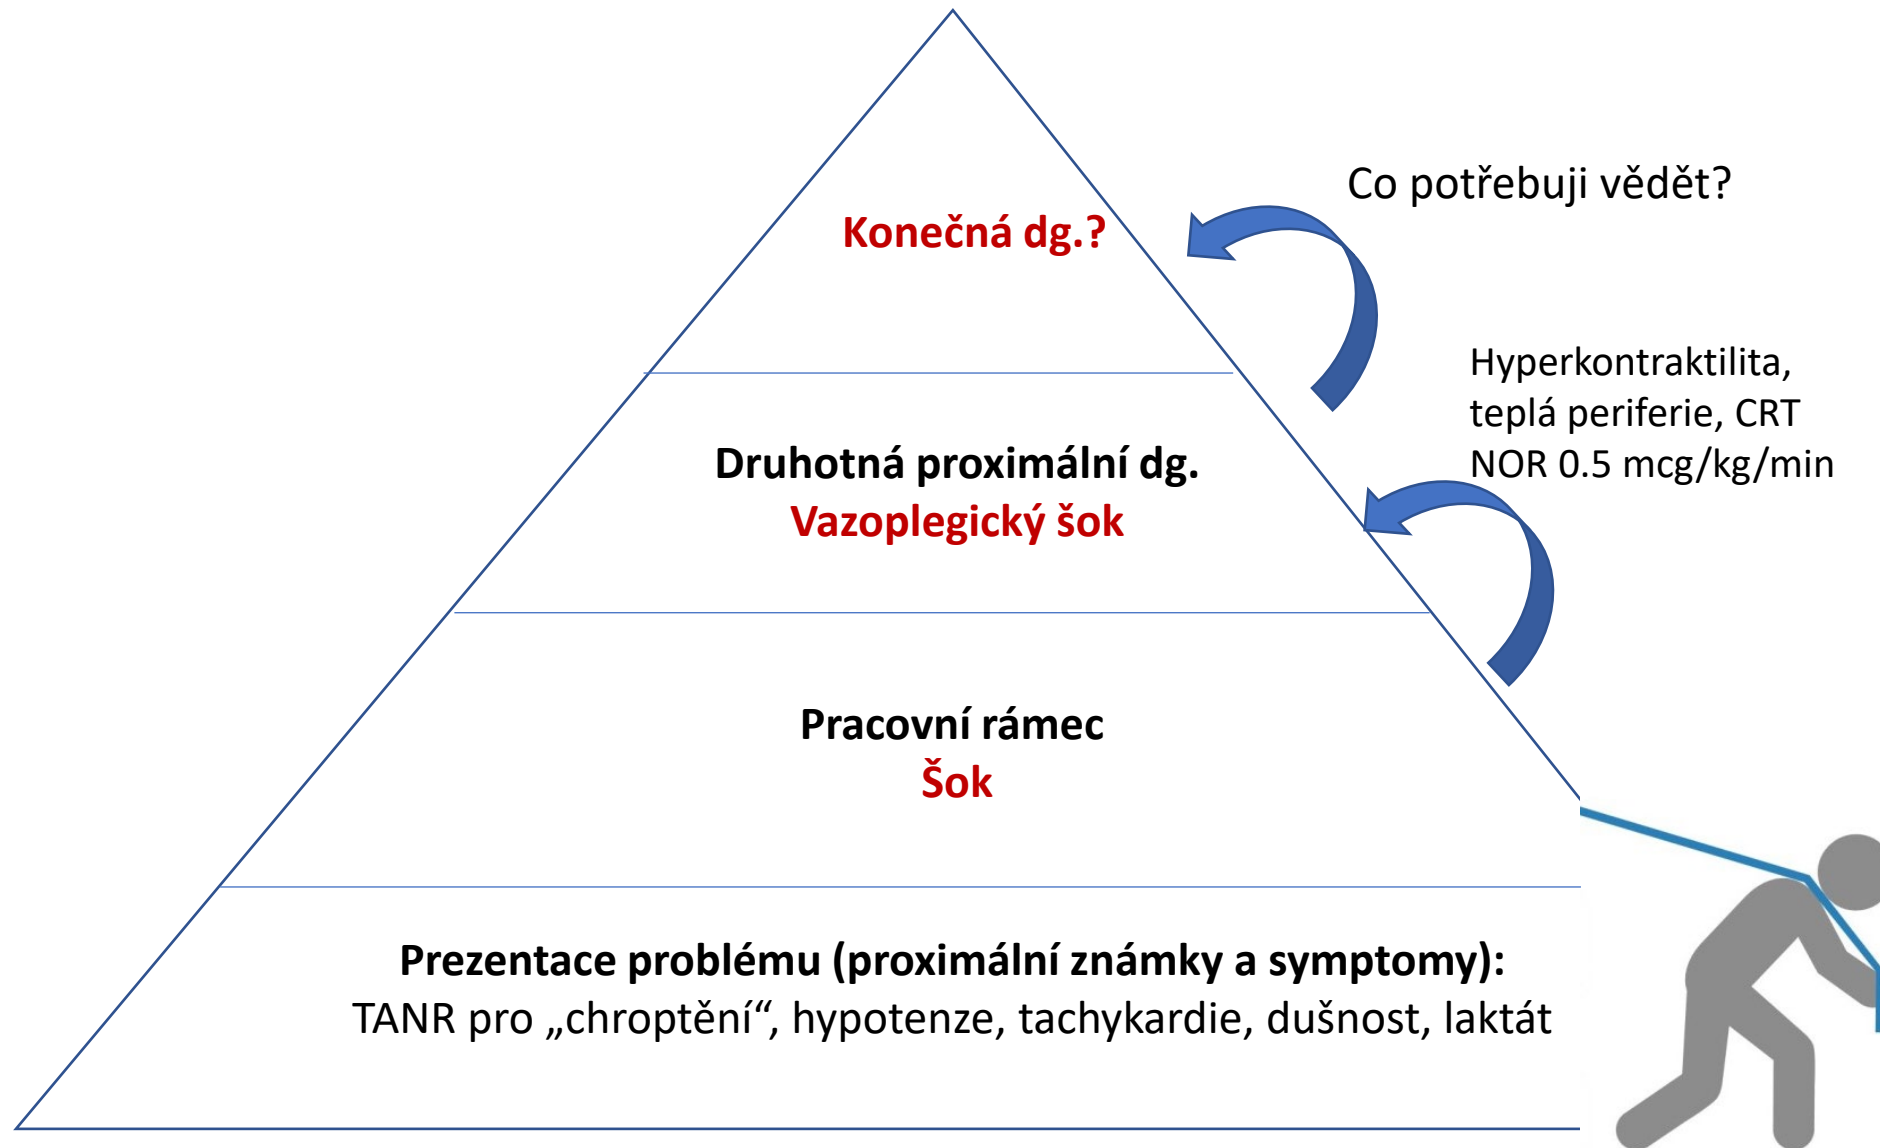 Co potřebuji vědět?
Konečná dg.?
Hyperkontraktilita,
teplá periferie, CRT
NOR 0.5 mcg/kg/min
Druhotná proximální dg.
Vazoplegický šok
Pracovní rámec
Šok
Prezentace problému (proximální známky a symptomy):
TANR pro „chroptění“, hypotenze, tachykardie, dušnost, laktát